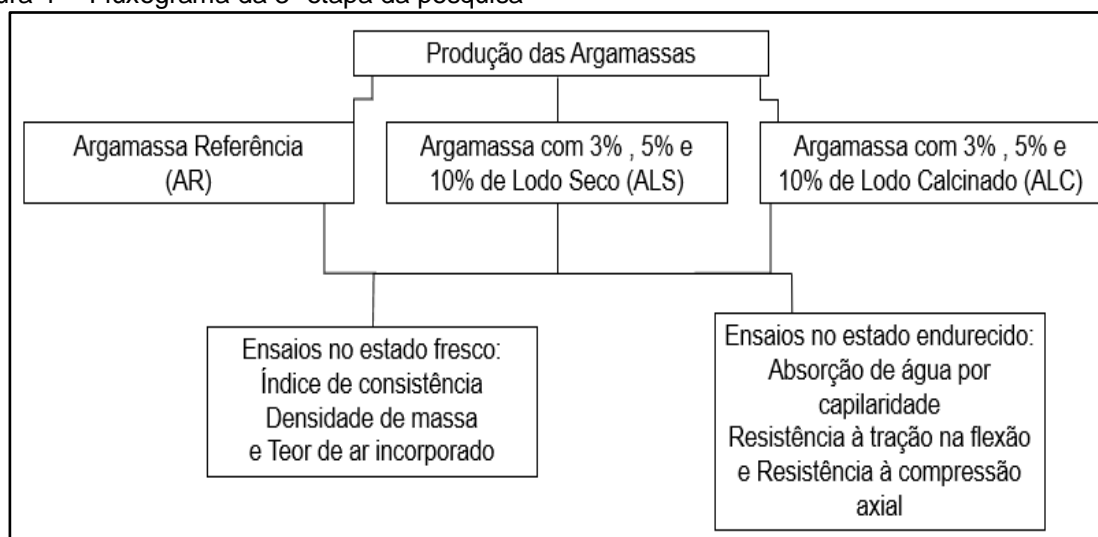 Produção das Argamassas
Argamassa Referência
(AR)
Argamassa com 3% , 5% e
10% de Lodo Seco (ALS)
Argamassa com 3% , 5% e
10% de Lodo Calcinado (ALC)
Ensaios no estado fresco:
Índice de consistência
Densidade de massa
e Teor de ar incorporado
Ensaios no estado endurecido:
Absorção de água por
capilaridade
Resistência à tração na flexão
e Resistência à compressão
axial